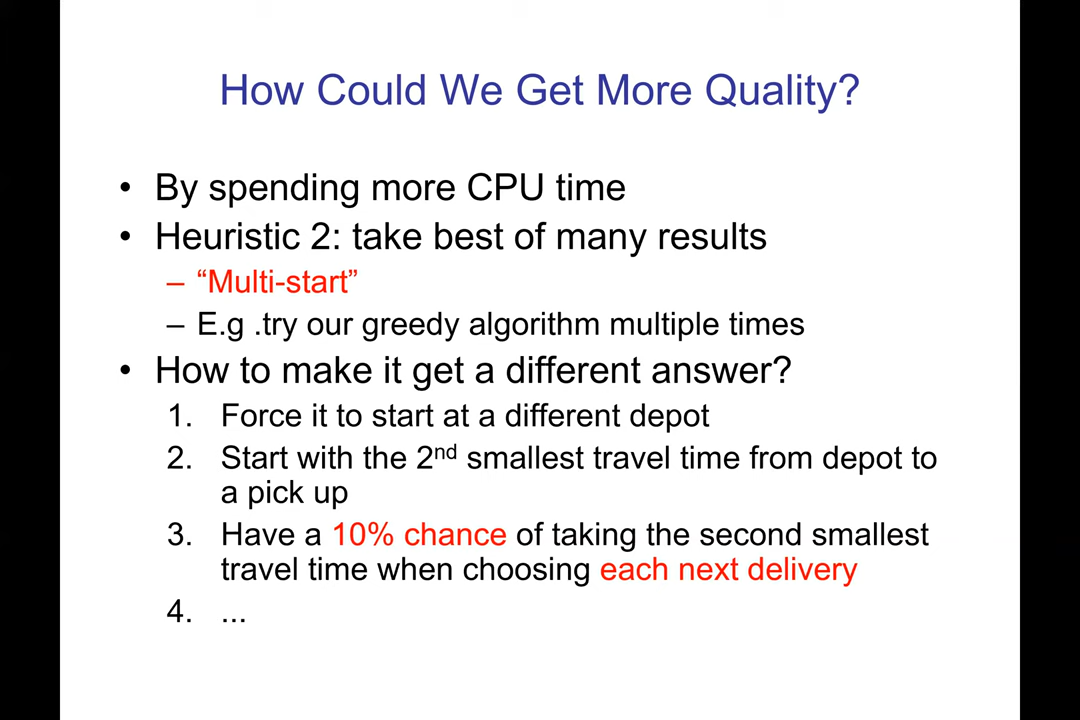 How Could We Get More Quality?
• By spending more CPU time
• Heuristic 2: take best of many results
– “Multi-start”
– E.g .try our greedy algorithm multiple times
• How to make it get a different answer?
1. Force it to start at a different depot
2. Start with the 2nd smallest travel time from depot to
a pick up
3. Have a 10% chance of taking the second smallest
travel time when choosing each next delivery
4. ...